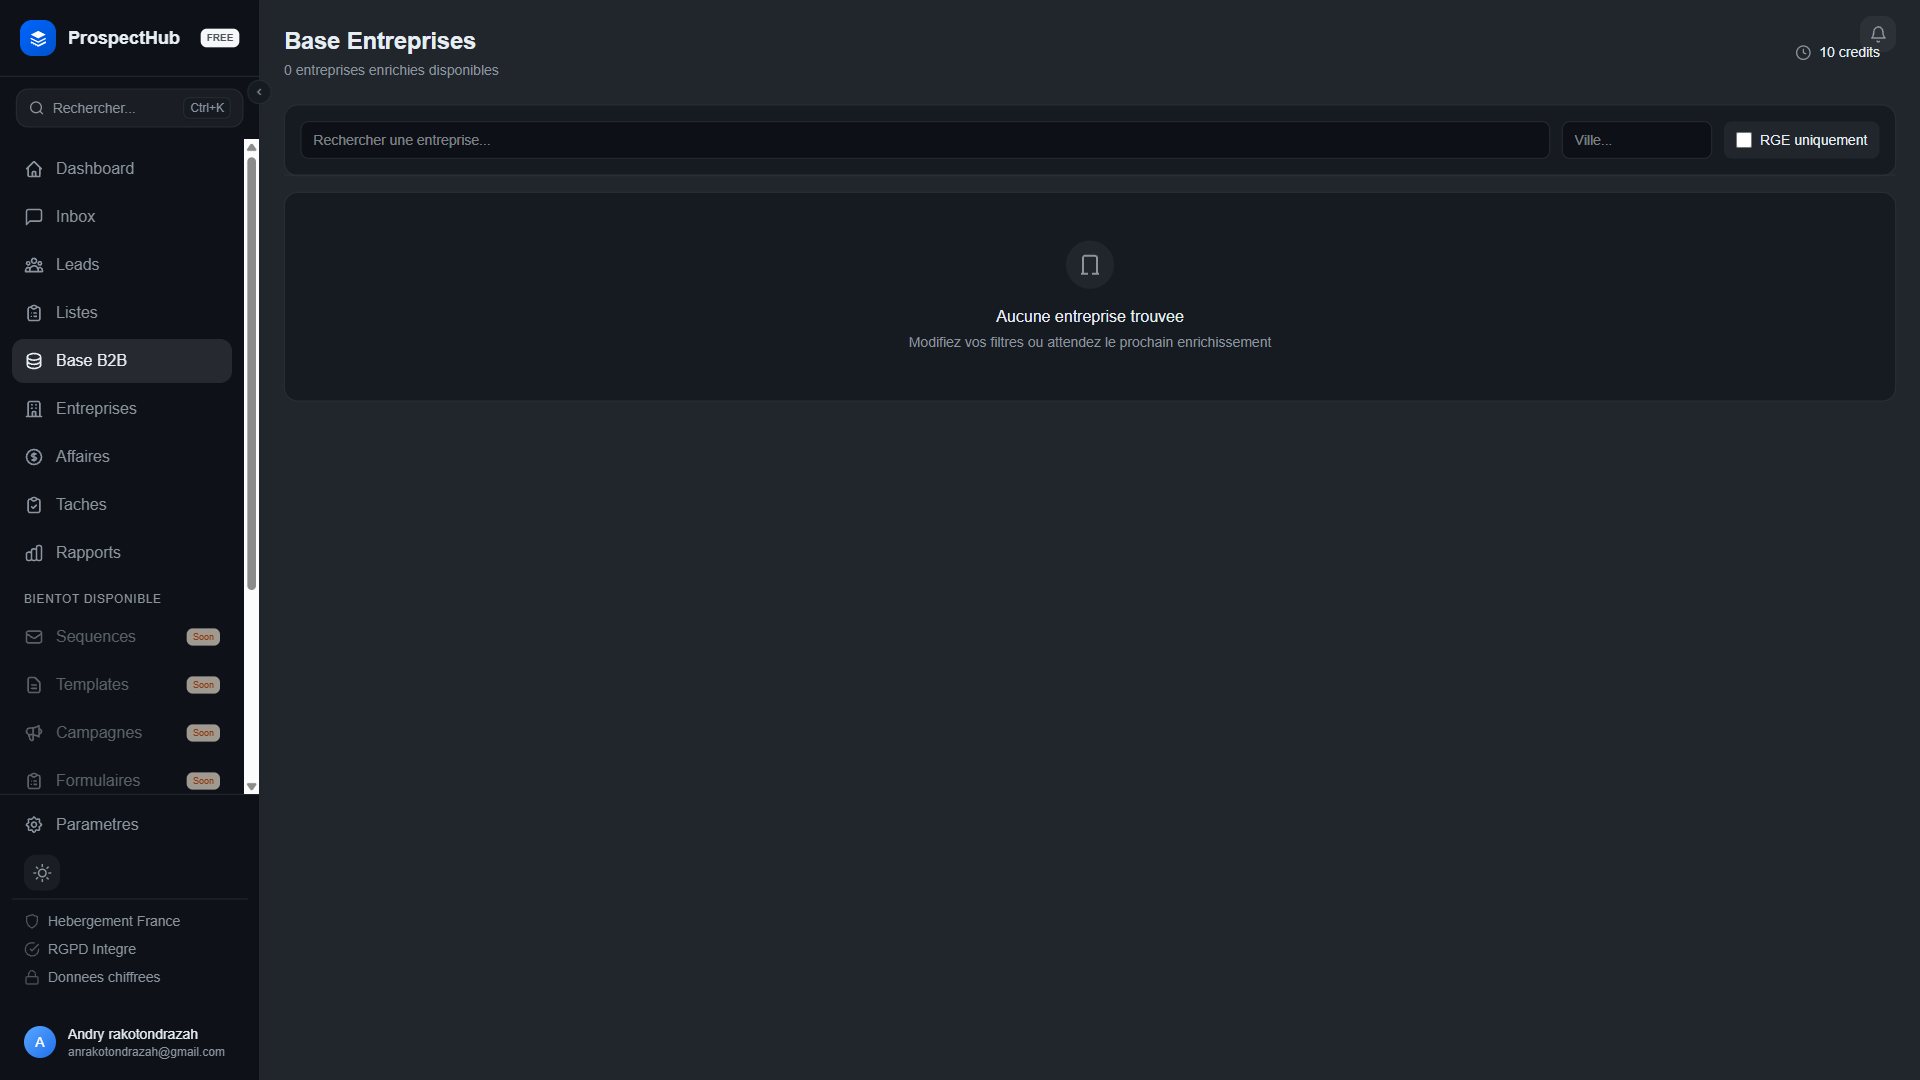 ProspectHub FREE
Rechercher... Ctrl+K
Dashboard
Inbox
Leads
Listes
Base B2B
Entreprises
Affaires
Taches
Rapports
BIENTOT DISPONIBLE
Sequences Soon
Templates Soon
Campagnes Soon
Formulaires Soon
Parametres
Hebergement France
RGPD Integre
Donnees chiffrees
A
Andry rakotondrazah
anrakotondrazah@gmail.com
Base Entreprises
0 entreprises enrichies disponibles
10 credits
Rechercher une entreprise... Ville... RGE uniquement
Aucune entreprise trouvee
Modifiez vos filtres ou attendez le prochain enrichissement